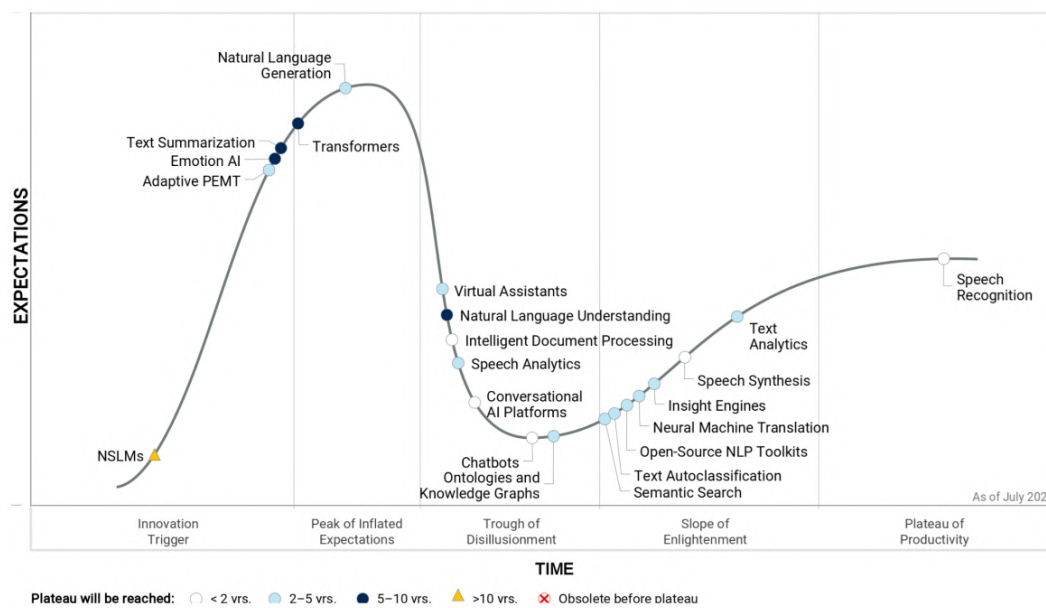 Natural Language
Generation
Text Summarization
Emotion AI
Adaptive PEMT
Transformers
NSLMs
Virtual Assistants
Natural Language Understanding
Intelligent Document Processing
Speech Analytics
Conversational
AI Platforms
Chatbots
Ontologies and
Knowledge Graphs
Speech
Recognition
Text
Analytics
Speech Synthesis
Insight Engines
Neural Machine Translation
Open-Source NLP Toolkits
Text Autoclassification
Semantic Search
EXPECTATIONS
As of July 202
Innovation
Trigger
Peak of Inflated
Expectations
Trough of
Disillusionment
Slope of
Enlightenment
Plateau of
Productivity
TIME
Plateau will be reached: < 2 yrs. 2–5 yrs. 5–10 yrs. >10 yrs. Obsolete before plateau